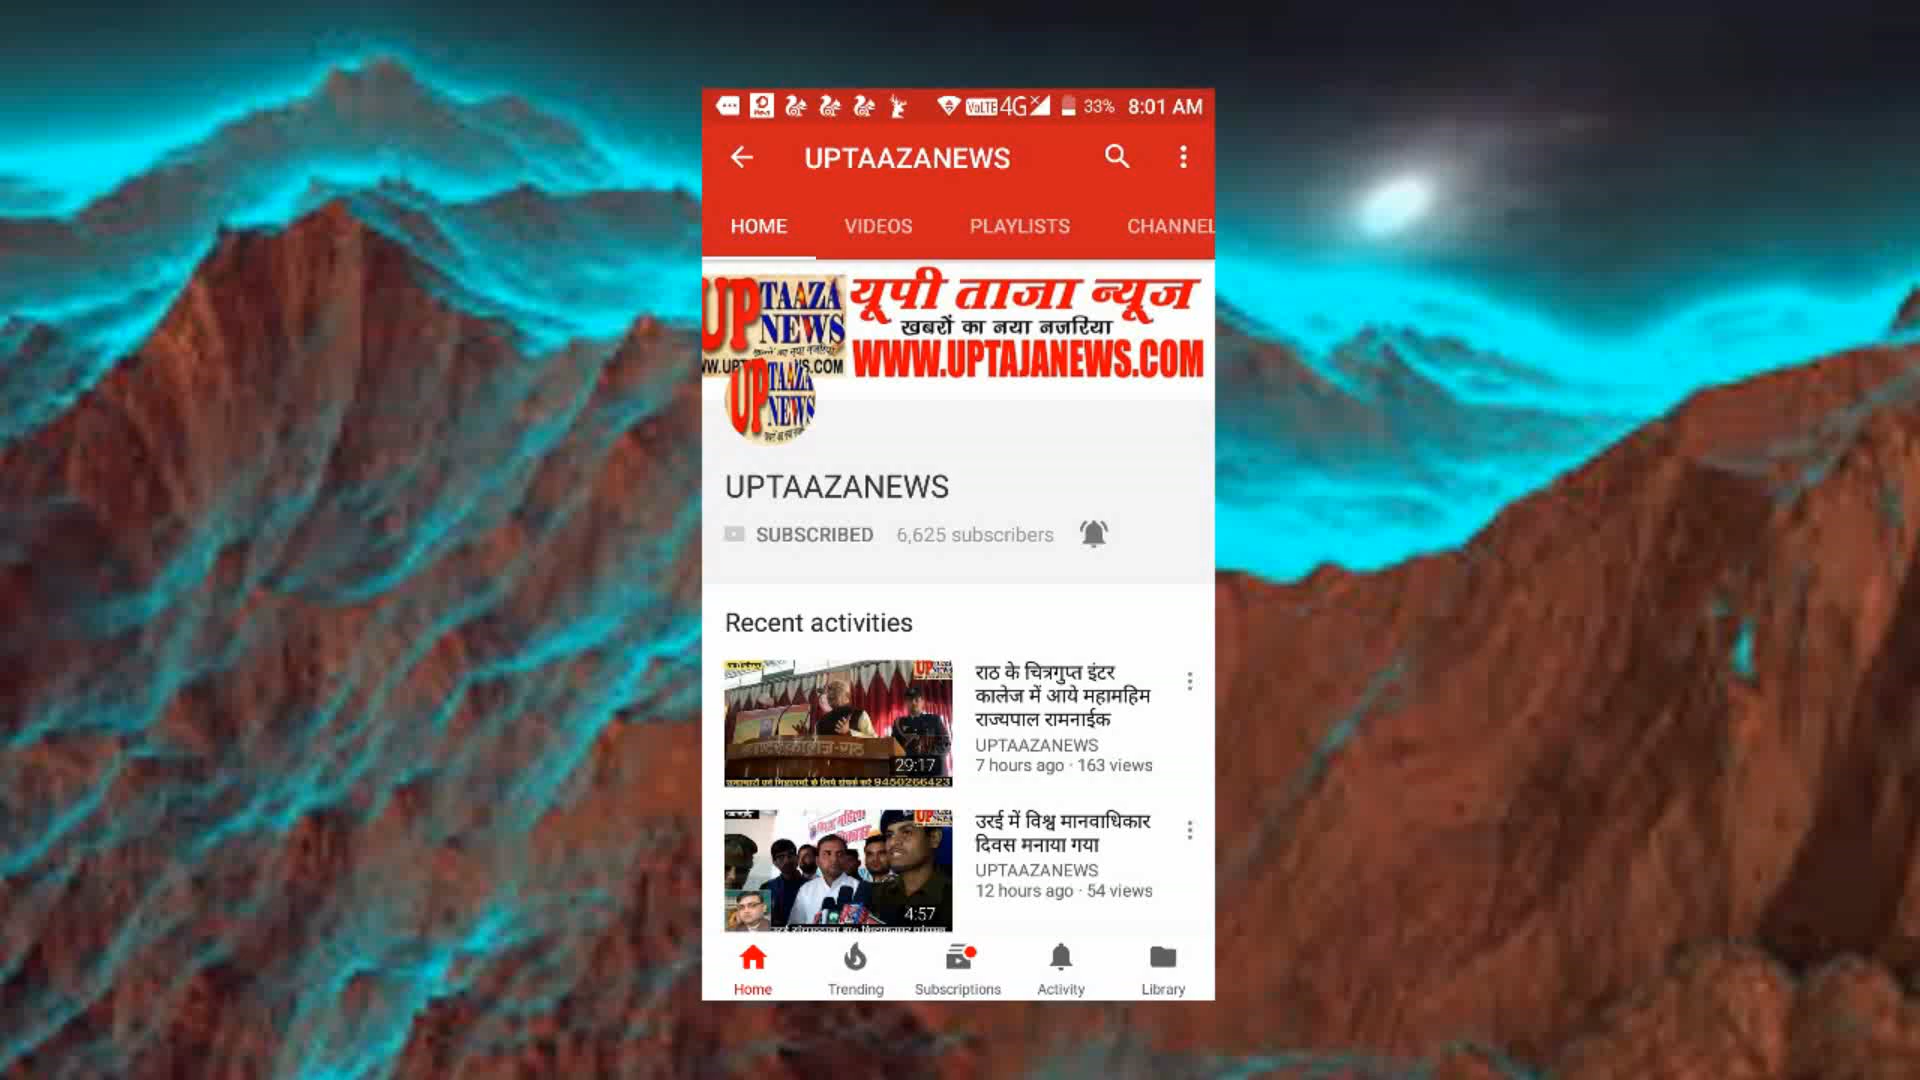 VoLTE 4G 33% 8:01 AM
UPTAAZANEWS
HOME VIDEOS PLAYLISTS CHANNEL
UP TAAZA NEWS
यूपी ताजा न्यूज
खबरों का नया नजरिया
WWW.UPTAJANEWS.COM
UP TAAZA NEWS
UPTAAZANEWS
SUBSCRIBED 6,625 subscribers
Recent activities
राठ के चित्रगुप्त इंटर
कालेज में आये महामहिम
राज्यपाल रामनाईक
UPTAAZANEWS
7 hours ago · 163 views
29:17
उरई में विश्व मानवाधिकार
दिवस मनाया गया
UPTAAZANEWS
12 hours ago · 54 views
4:57
Home Trending Subscriptions Activity Library